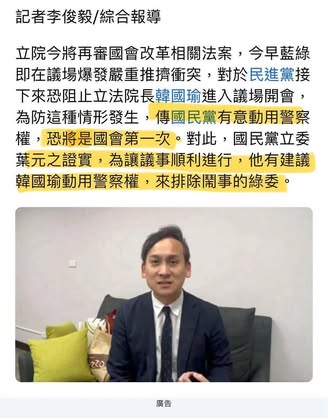 記者李俊毅/綜合報導
立院今將再審國會改革相關法案，今早藍綠
即在議場爆發嚴重推擠衝突，對於民進黨接
下來恐阻止立法院長韓國瑜進入議場開會，
為防這種情形發生，傳國民黨有意動用警察
權，恐將是國會第一次。對此，國民黨立委
葉元之證實，為讓議事順利進行，他有建議
韓國瑜動用警察權，來排除鬧事的綠委。
廣告